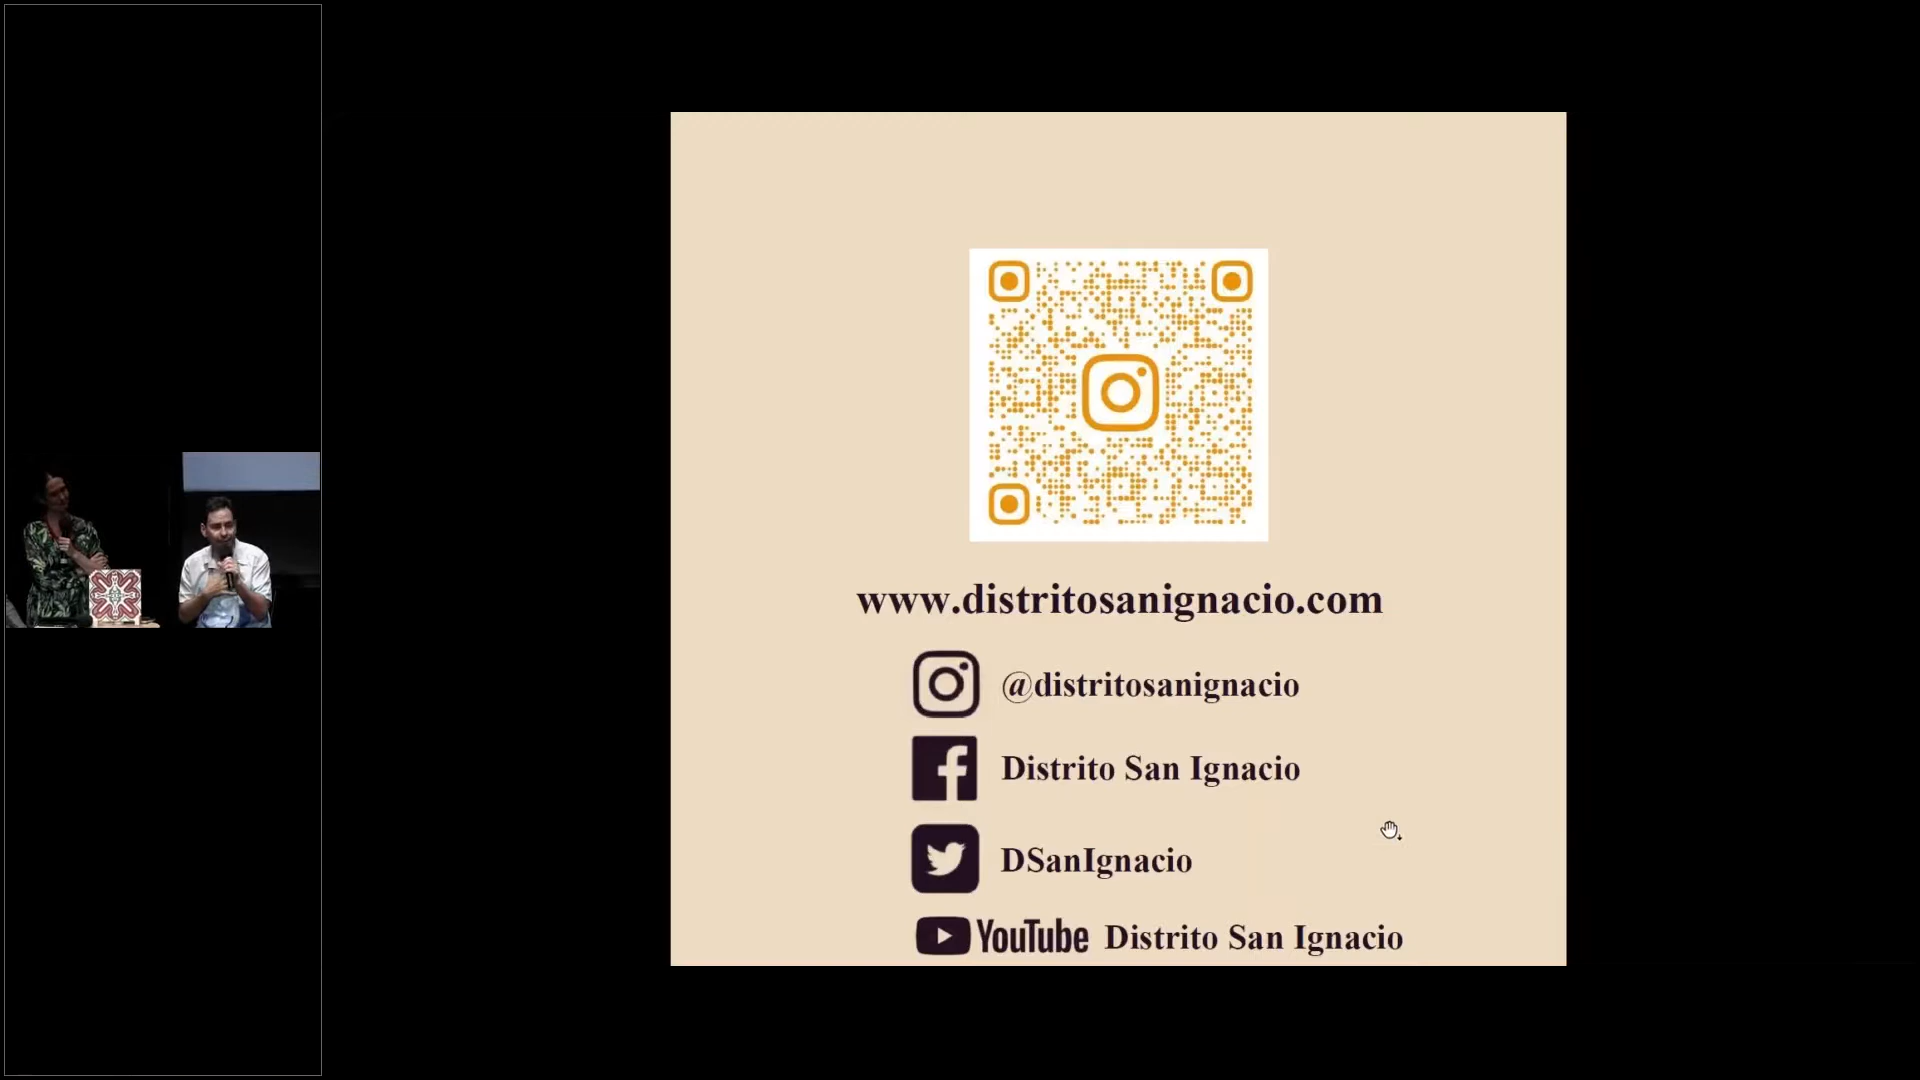 www.distritosanignacio.com
@distritosanignacio
Distrito San Ignacio
DSanIgnacio
YouTube Distrito San Ignacio